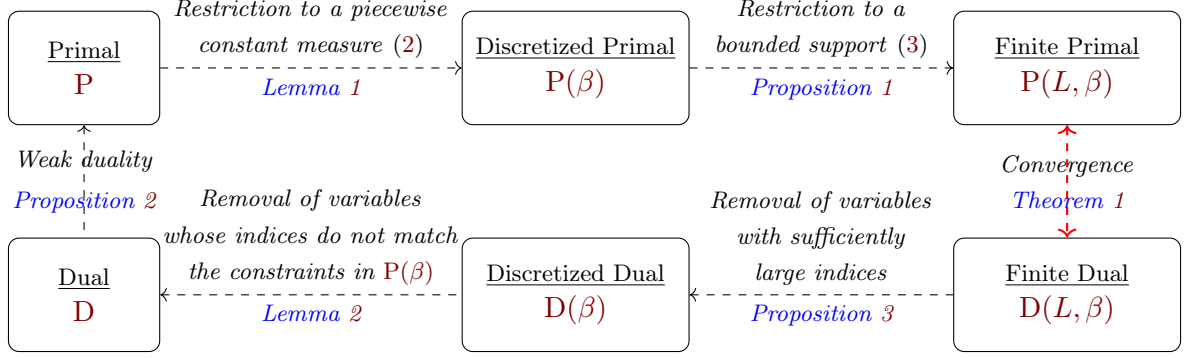 Restriction to a piecewise
constant measure (2)
Lemma 1
Restriction to a
bounded support (3)
Proposition 1
Primal
P
Discretized Primal
P(β)
Finite Primal
P(L, β)
Weak duality
Proposition 2
Removal of variables
whose indices do not match
the constraints in P(β)
Lemma 2
Removal of variables
with sufficiently
large indices
Proposition 3
Convergence
Theorem 1
Dual
D
Discretized Dual
D(β)
Finite Dual
D(L, β)